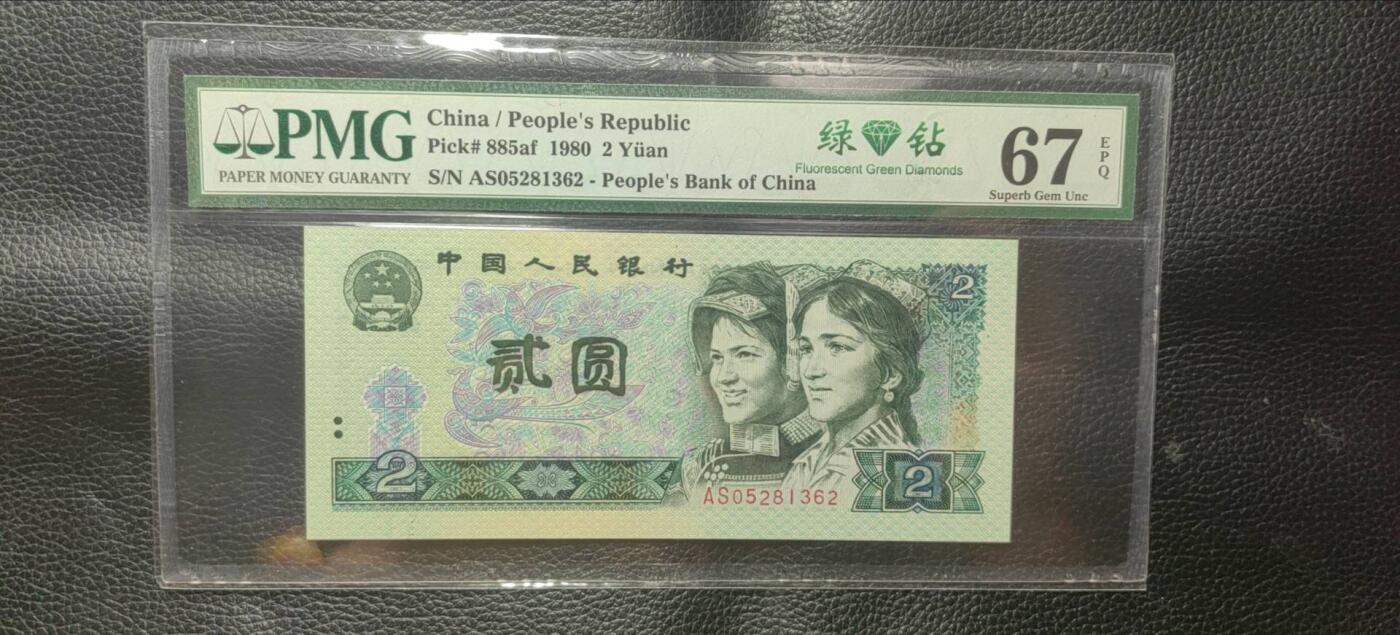 PMG
PAPER MONEY GUARANTY
China / People's Republic
Pick# 885af 1980 2 Yüan
S/N AS05281362 - People's Bank of China
绿 钻
Fluorescent Green Diamonds
67
EPQ
Superb Gem Unc
中国人民银行
2
贰圆
2
2
AS05281362